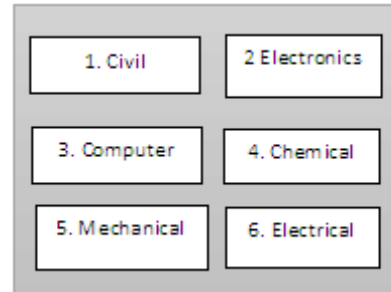 1. Civil
2 Electronics
3. Computer
4. Chemical
5. Mechanical
6. Electrical